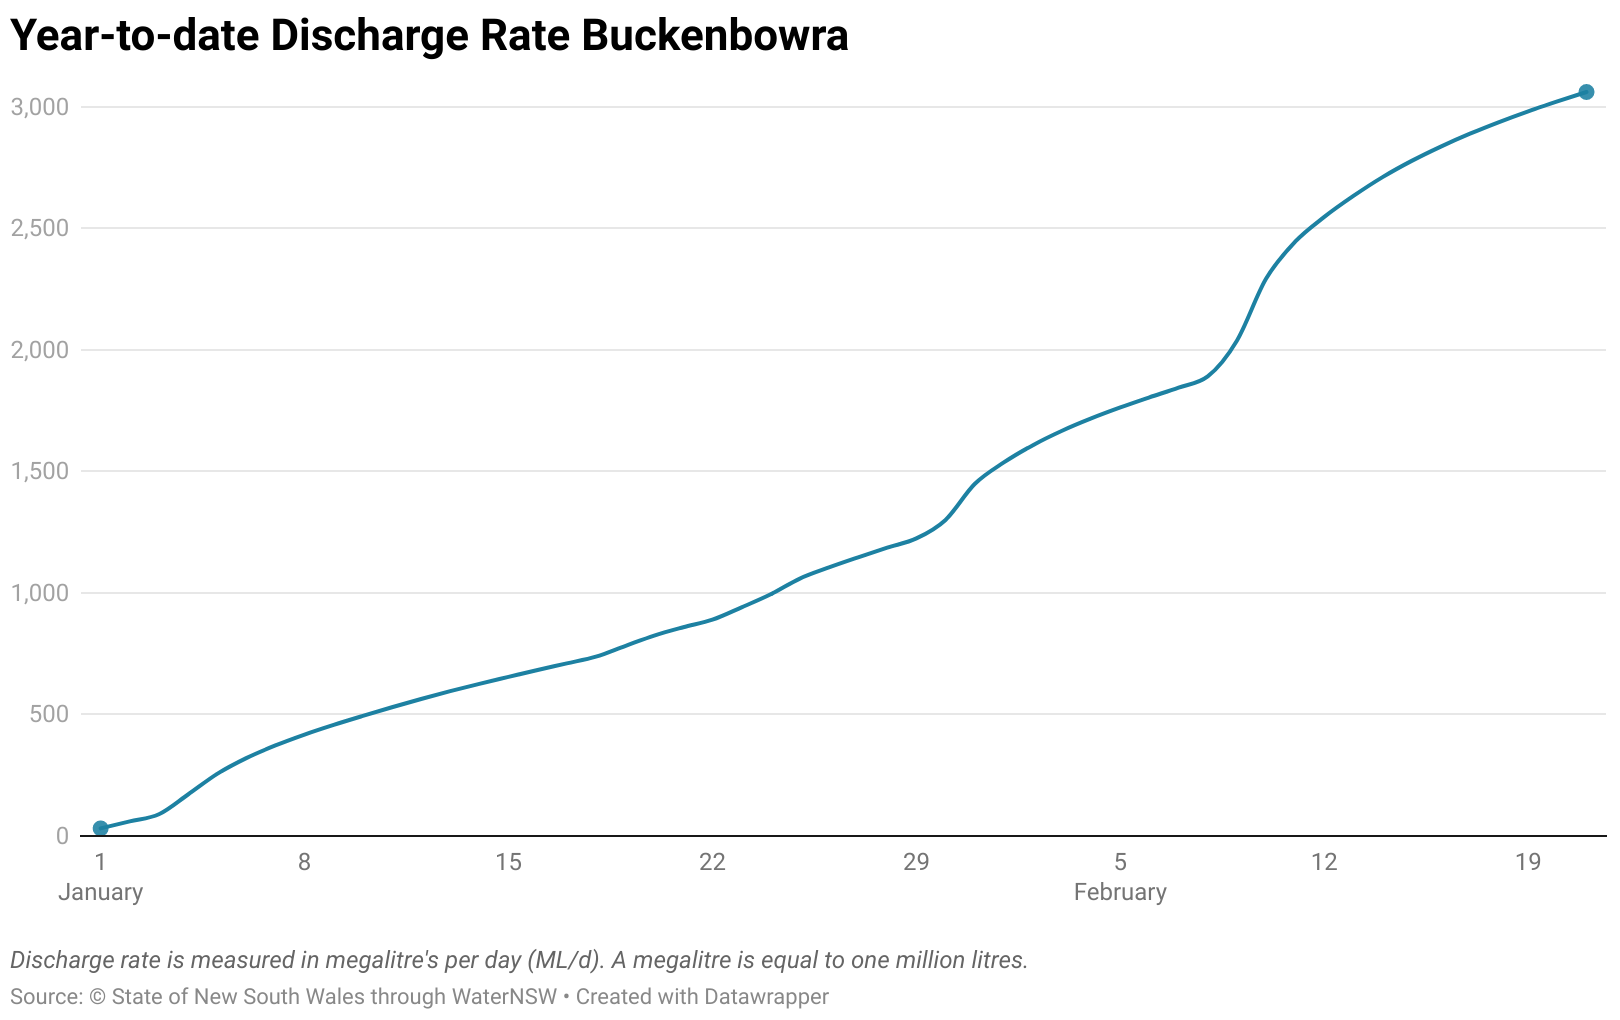 Year-to-date Discharge Rate Buckenbowra
3,000
2,500
2,000
1,500
1,000
500
0
1 8 15 22 29 5 12 19
January February
Discharge rate is measured in megalitre's per day (ML/d). A megalitre is equal to one million litres.
Source: © State of New South Wales through WaterNSW • Created with Datawrapper